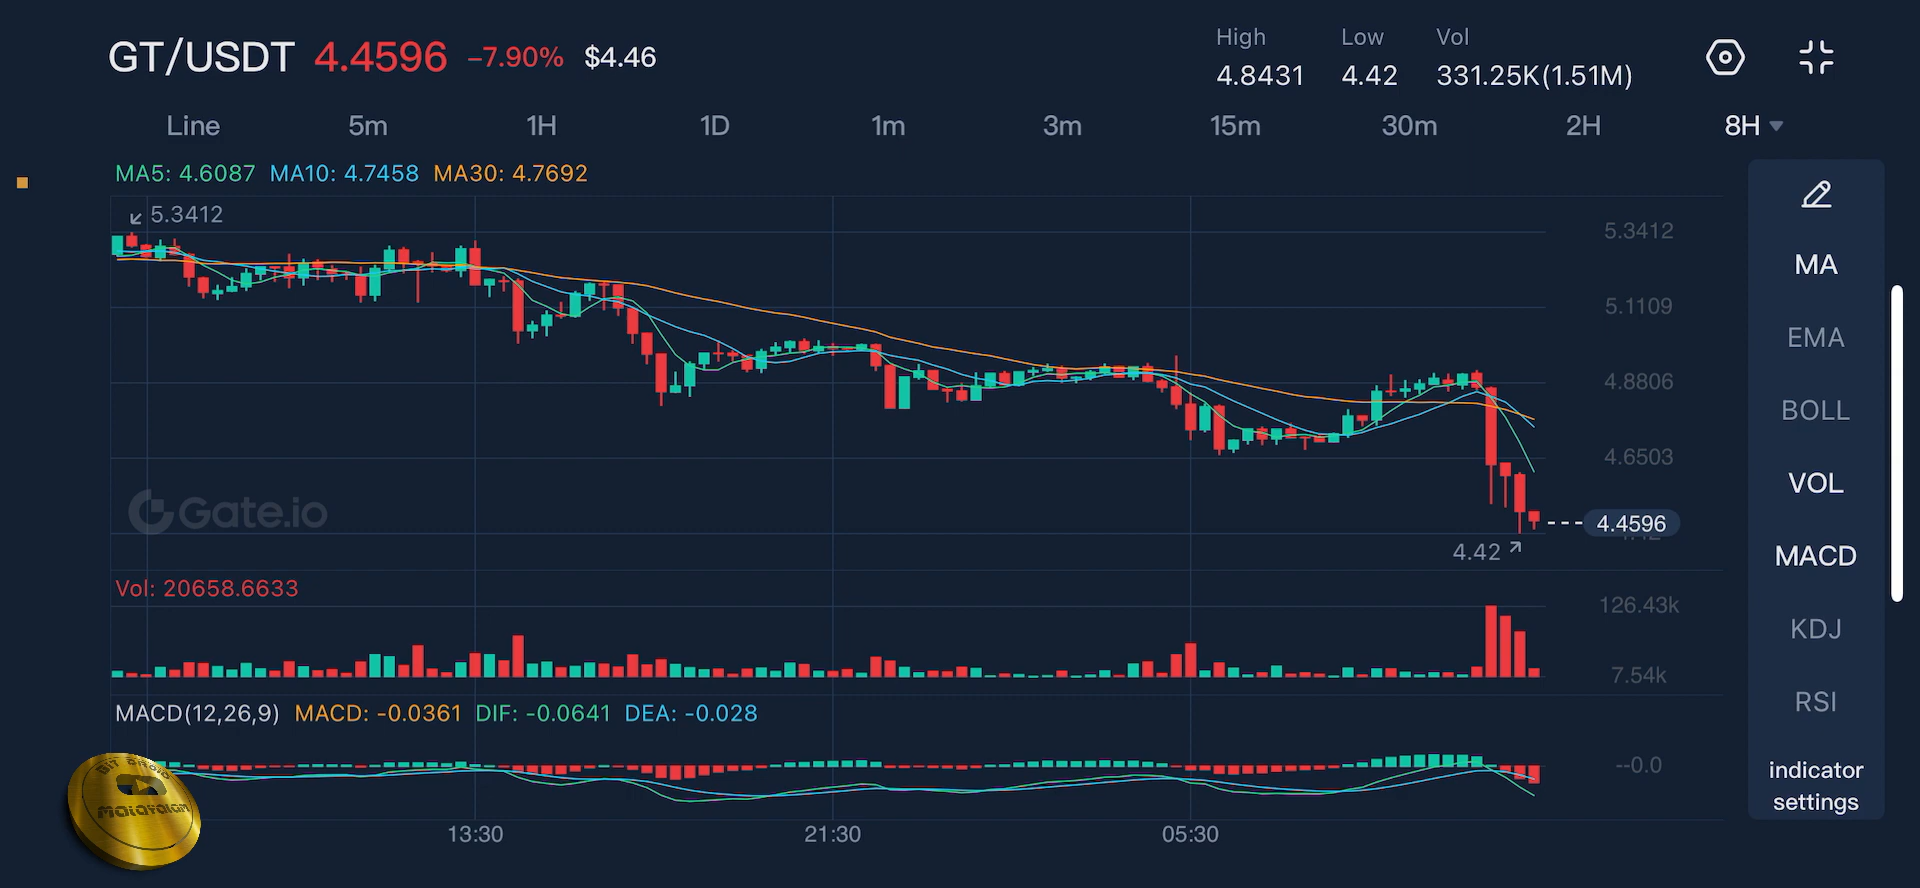 GT/USDT 4.4596 −7.90% $4.46
High Low Vol
4.8431 4.42 331.25K(1.51M)
Line 5m 1H 1D 1m 3m 15m 30m 2H 8H
MA5: 4.6087 MA10: 4.7458 MA30: 4.7692
5.3412
5.3412
5.1109
4.8806
4.6503
4.4596
4.42
Gate.io
Vol: 20658.6633
126.43k
7.54k
MACD(12,26,9) MACD: -0.0361 DIF: -0.0641 DEA: -0.028
--0.0
13:30 21:30 05:30
MA
EMA
BOLL
VOL
MACD
KDJ
RSI
indicator
settings
BIT DROID
MALAYALAM